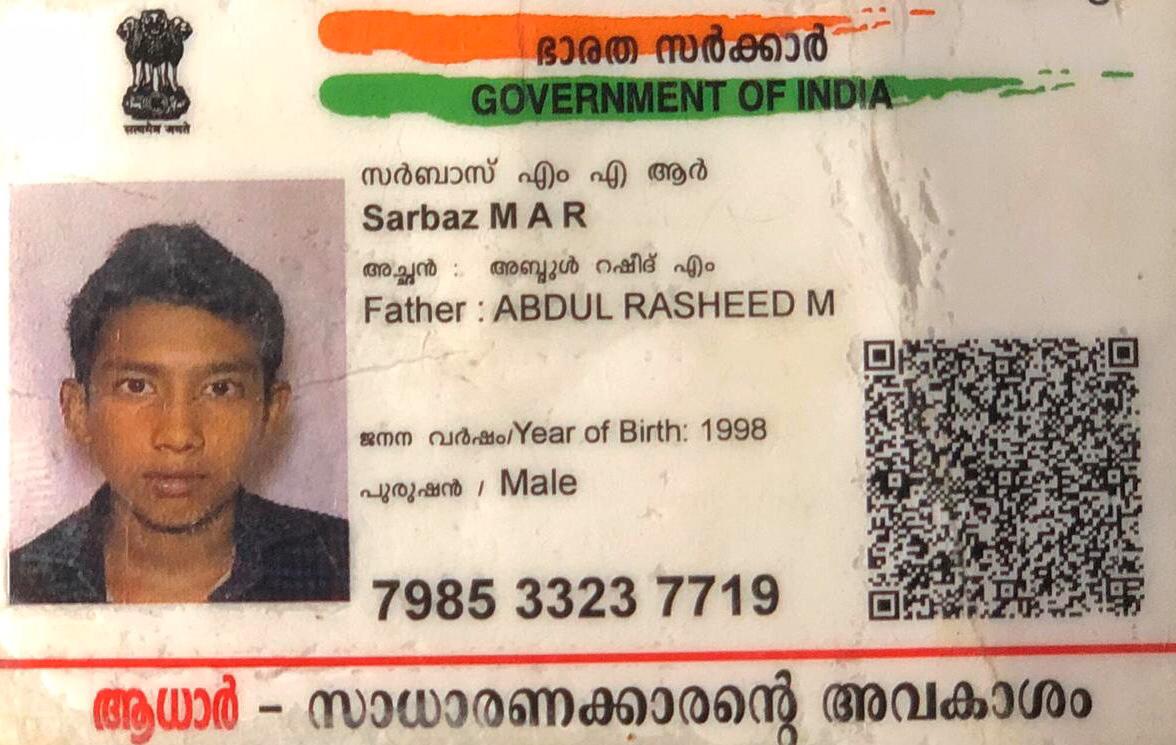 ഭാരത സർക്കാർ
GOVERNMENT OF INDIA
सत्यमेव जयते
സർബാസ് എം എ ആർ
Sarbaz M A R
അച്ഛൻ : അബ്ദുൾ റഷീദ് എം
Father : ABDUL RASHEED M
ജനന വർഷം/Year of Birth: 1998
പുരുഷൻ / Male
7985 3323 7719
ആധാർ - സാധാരണക്കാരന്റെ അവകാശം